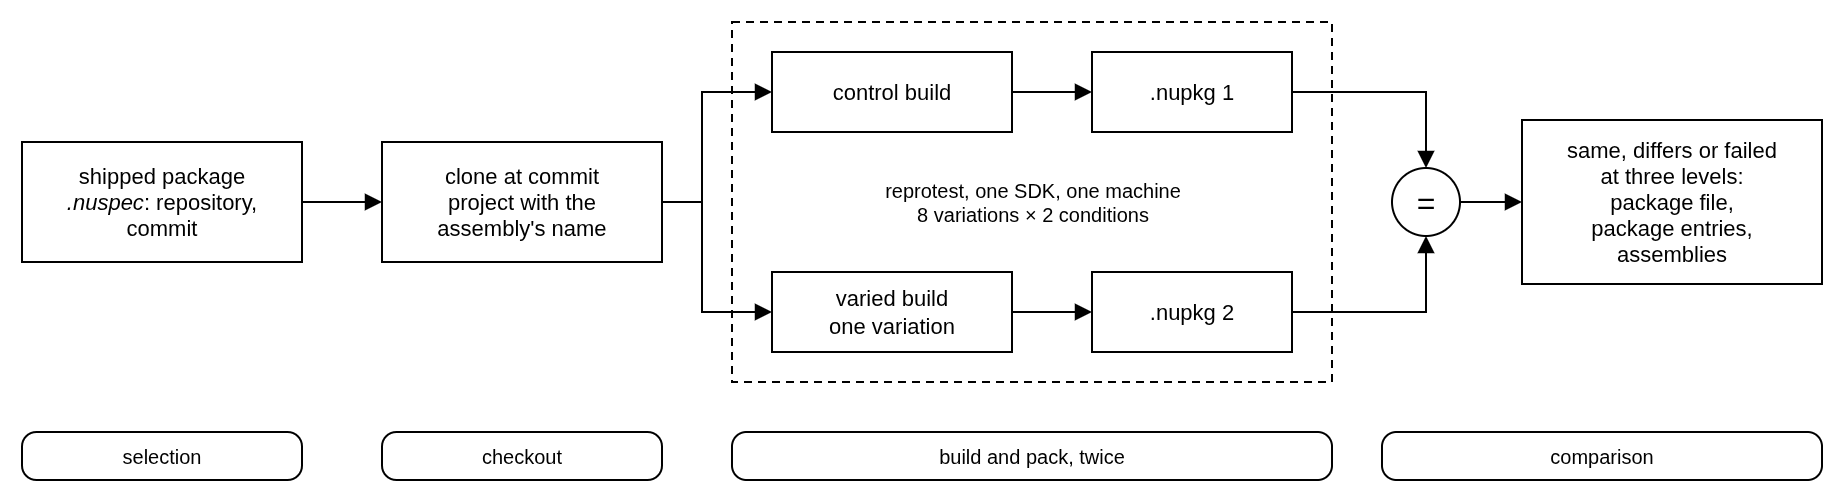 shipped package
.nuspec: repository,
commit
clone at commit
project with the
assembly's name
control build
.nupkg 1
reprotest, one SDK, one machine
8 variations × 2 conditions
varied build
one variation
.nupkg 2
=
same, differs or failed
at three levels:
package file,
package entries,
assemblies
selection
checkout
build and pack, twice
comparison